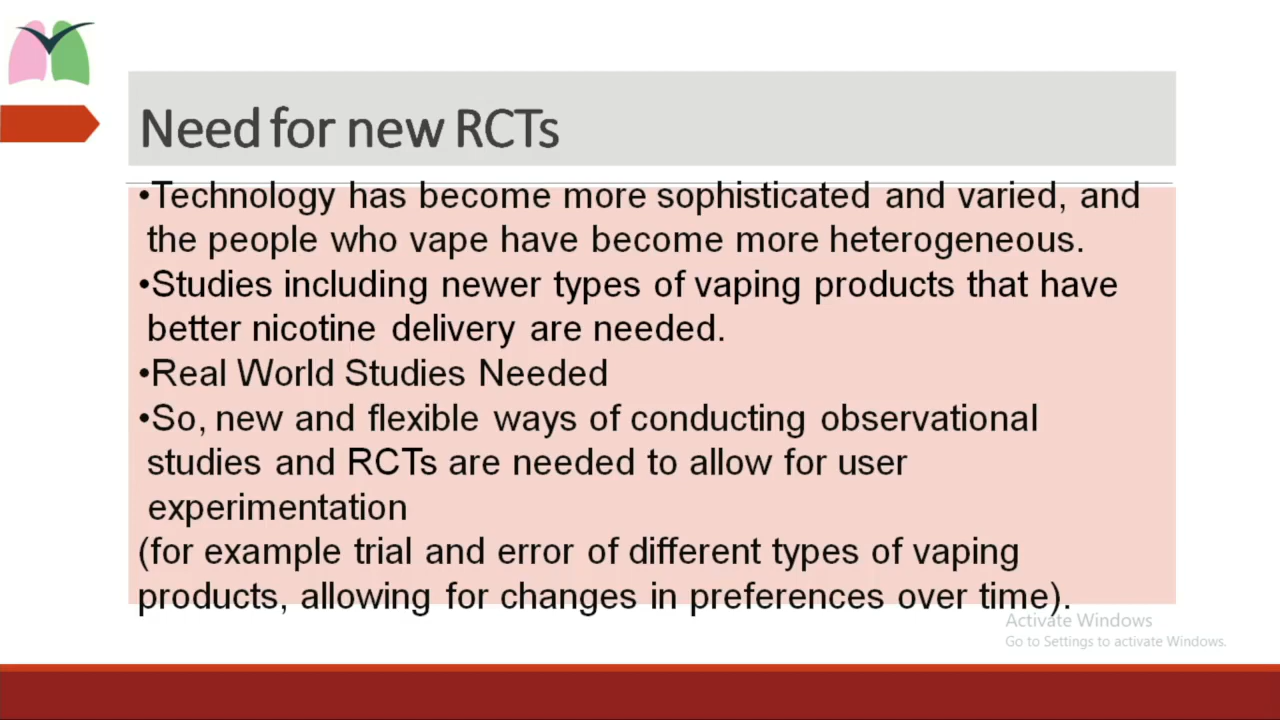 Need for new RCTs
•Technology has become more sophisticated and varied, and
the people who vape have become more heterogeneous.
•Studies including newer types of vaping products that have
better nicotine delivery are needed.
•Real World Studies Needed
•So, new and flexible ways of conducting observational
studies and RCTs are needed to allow for user
experimentation
(for example trial and error of different types of vaping
products, allowing for changes in preferences over time).
Activate Windows
Go to Settings to activate Windows.